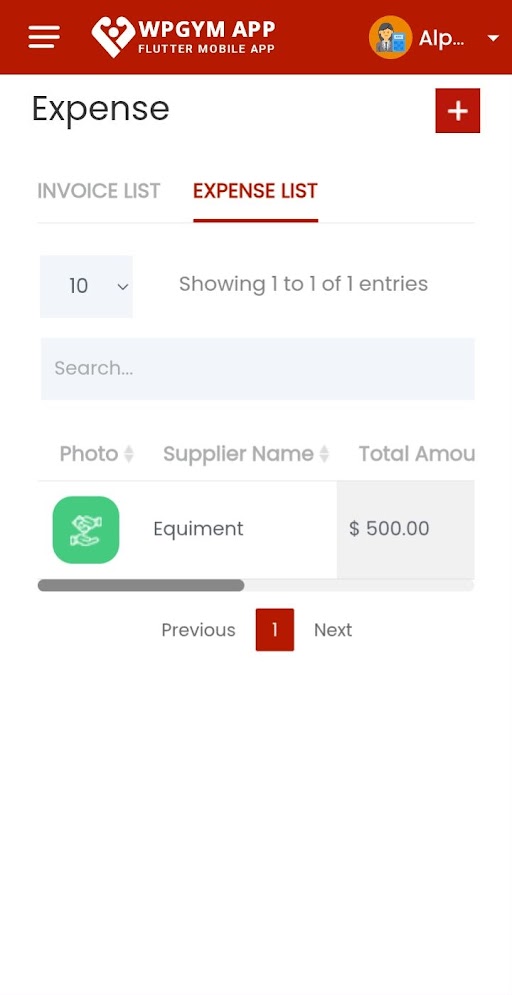 WPGYM APP
FLUTTER MOBILE APP
Alp...
Expense
INVOICE LIST EXPENSE LIST
10 Showing 1 to 1 of 1 entries
Search...
Photo Supplier Name Total Amou
Equiment $ 500.00
Previous 1 Next